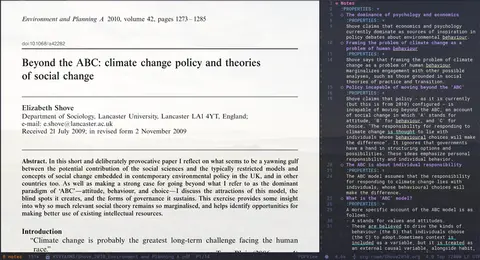 Environment and Planning A 2010, volume 42, pages 1273 – 1285
doi:10.1068/a42282
Beyond the ABC: climate change policy and theories
of social change
Elizabeth Shove
Department of Sociology, Lancaster University, Lancaster LA1 4YT, England;
e-mail: e.shove@lancaster.ac.uk
Received 21 July 2009; in revised form 2 November 2009
Abstract. In this short and deliberately provocative paper I reflect on what seems to be a yawning gulf
between the potential contribution of the social sciences and the typically restricted models and
concepts of social change embedded in contemporary environmental policy in the UK, and in other
countries too. As well as making a strong case for going beyond what I refer to as the dominant
paradigm of ‘ABC’—attitude, behaviour, and choice—I discuss the attractions of this model, the
blind spots it creates, and the forms of governance it sustains. This exercise provides some insight
into why so much relevant social theory remains so marginalised, and helps identify opportunities for
making better use of existing intellectual resources.
Introduction
“Climate change is probably the greatest long-term challenge facing the human
race.”
Notes
:PROPERTIES:
The dominance of psychology and economics
:PROPERTIES:
Shove claims that economics and psychology
currently dominate as sources of inspiration in
policy debates about environmental behaviour.
Framing the problem of climate change as a
problem of human behaviour
:PROPERTIES:
Shove says that framing the problem of climate
change as a problem of human behaviour
marginalizes engagement with other possible
analyses, such as those grounded in social
theories of practice and transition.
Policy incapable of moving beyond the 'ABC'
:PROPERTIES:
Shove claims that policy - as it is currently
(but this is from 2010) configured - is
incapable of moving beyond the ABC, an account
of social change in which 'A' stands for
attitude, 'B' for behaviour, and 'C' for
choice. "The responsibility for responding to
climate change is thought to lie with
individuals whose behavioural choices will make
the difference". It ignores that governments
have a hand in structuring options and
possibilities. These ideas emphasize personal
responsibility and individual behavior.
The ABC is about individual responsibility
:PROPERTIES:
The ABC model assumes that the responsibility
for responding to climate change lies with
individuals, whose behavioural choices will
make the difference.
What is the 'ABC' model?
:PROPERTIES:
A more specific account of the ABC model is as
follows:
- A stands for values and attitudes.
- These are believed to drive the kinds of
behaviour (the B) that individuals choose
(the C) to adopt. Sometimes context is
included as a variable, but it is treated as
an external causal variable, alongside habit,